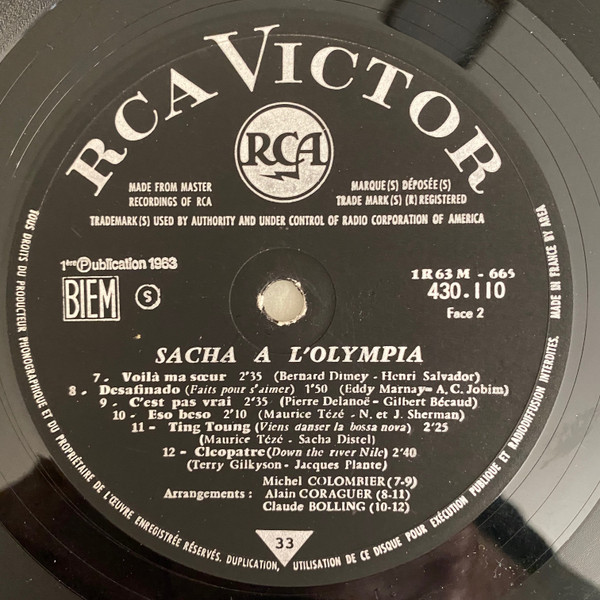 RCA VICTOR
RCA
MADE FROM MASTER
RECORDINGS OF RCA
MARQUE(S) DÉPOSÉE(S)
TRADE MARK(S) (R) REGISTERED
TRADEMARK(S) USED BY AUTHORITY AND UNDER CONTROL OF RADIO CORPORATION OF AMERICA
1ère Ⓟublication 1963
BIEM
S
1R63M - 665
430.110
Face 2
SACHA A L'OLYMPIA
7 - Voilà ma sœur 2'35 (Bernard Dimey - Henri Salvador)
8 - Desafinado (Faits pour s'aimer) 1'50 (Eddy Marnay - A.C. Jobim)
9 - C'est pas vrai 2'35 (Pierre Delanoë - Gilbert Bécaud)
10 - Eso beso 2'10 (Maurice Tézé - N. et J. Sherman)
11 - Ting Toung (Viens danser la bossa nova) 2'25
(Maurice Tézé - Sacha Distel)
12 - Cleopatre (Down the river Nile) 2'40
(Terry Gilkyson - Jacques Plante)
Michel COLOMBIER (7-9)
Arrangements : Alain CORAGUER (8-11)
Claude BOLLING (10-12)
33
TOUS DROITS DU PRODUCTEUR PHONOGRAPHIQUE ET DU PROPRIÉTAIRE DE L'ŒUVRE ENREGISTRÉE RÉSERVÉS. DUPLICATION, UTILISATION DE CE DISQUE POUR EXÉCUTION PUBLIQUE ET RADIODIFFUSION INTERDITES. MADE IN FRANCE BY AREA